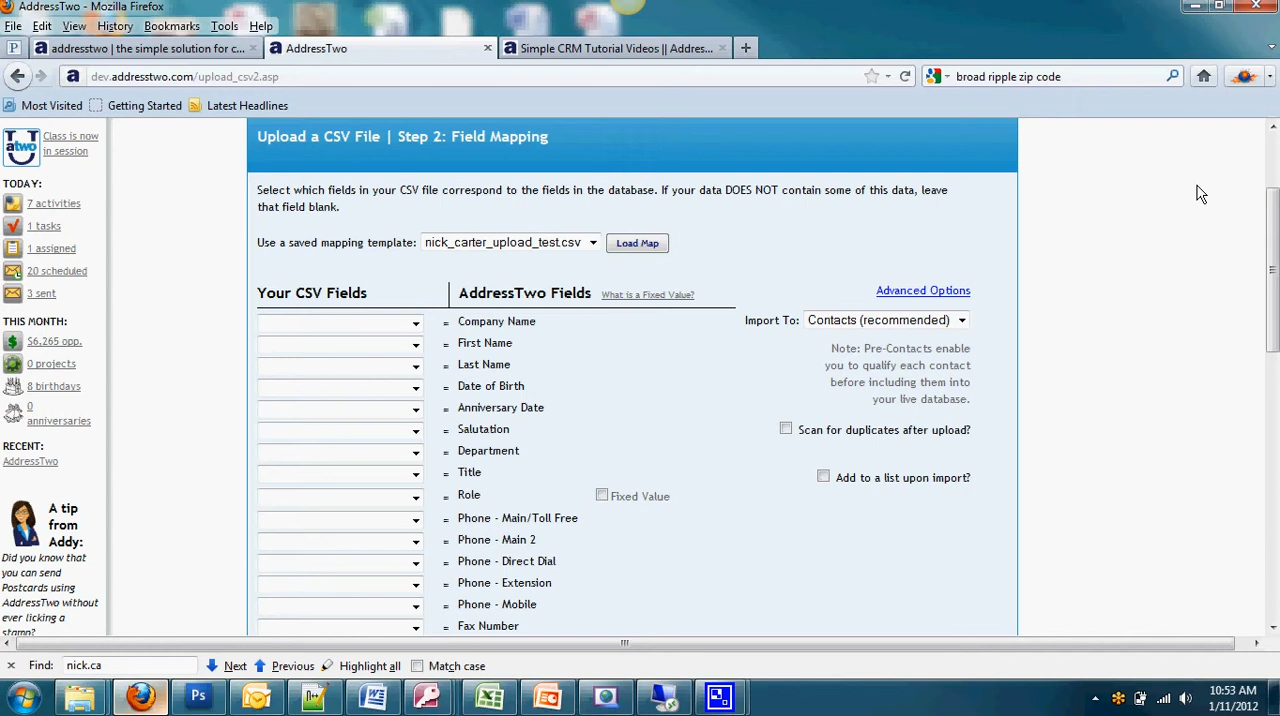 AddressTwo - Mozilla Firefox
File Edit View History Bookmarks Tools Help
addresstwo | the simple solution for c...
AddressTwo
Simple CRM Tutorial Videos || Addres...
dev.addresstwo.com/upload_csv2.asp
broad ripple zip code
Most Visited Getting Started Latest Headlines
atwo
Class is now
in session
TODAY:
7 activities
1 tasks
1 assigned
20 scheduled
3 sent
THIS MONTH:
$6,265 opp.
0 projects
8 birthdays
0
anniversaries
RECENT:
AddressTwo
A tip
from
Addy:
Did you know that
you can send
Postcards using
AddressTwo without
ever licking a
stamp?
Upload a CSV File | Step 2: Field Mapping
Select which fields in your CSV file correspond to the fields in the database. If your data DOES NOT contain some of this data, leave
that field blank.
Use a saved mapping template: nick_carter_upload_test.csv Load Map
Your CSV Fields AddressTwo Fields What is a Fixed Value?
= Company Name
= First Name
= Last Name
= Date of Birth
= Anniversary Date
= Salutation
= Department
= Title
= Role Fixed Value
= Phone - Main/Toll Free
= Phone - Main 2
= Phone - Direct Dial
= Phone - Extension
= Phone - Mobile
= Fax Number
Advanced Options
Import To: Contacts (recommended)
Note: Pre-Contacts enable
you to qualify each contact
before including them into
your live database.
Scan for duplicates after upload?
Add to a list upon import?
Find: nick.ca Next Previous Highlight all Match case
Ps
10:53 AM
1/11/2012